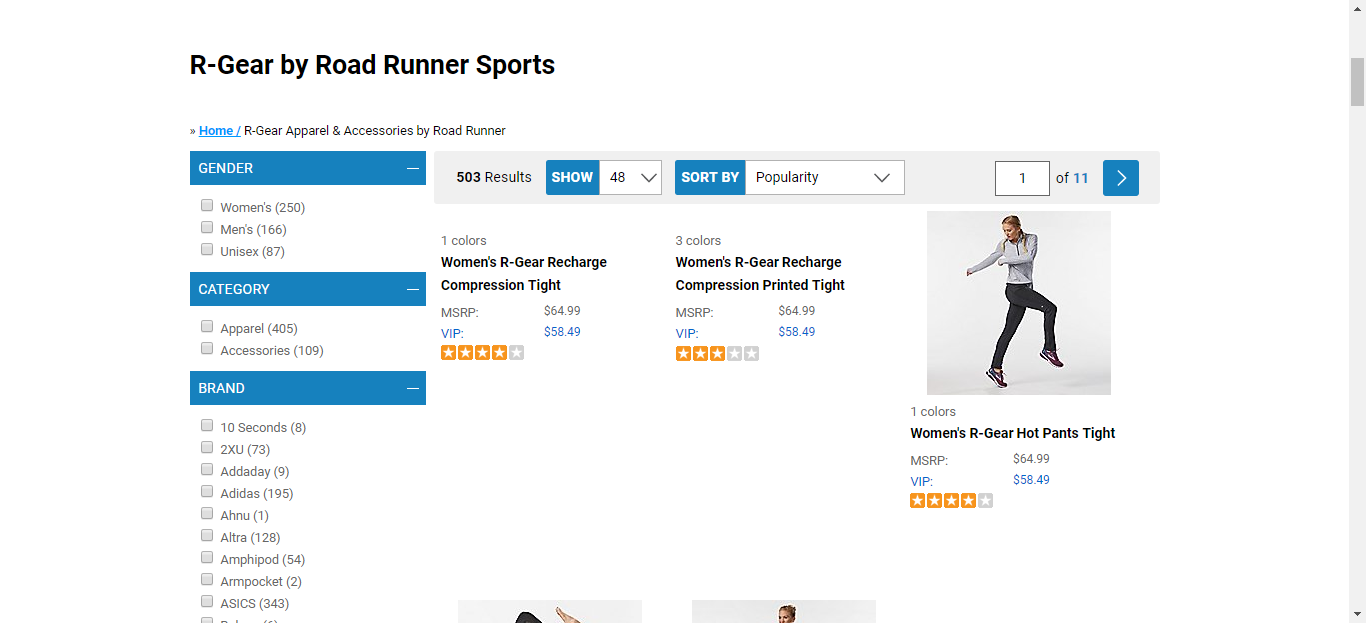 R-Gear by Road Runner Sports
» Home / R-Gear Apparel & Accessories by Road Runner
GENDER
Women's (250)
Men's (166)
Unisex (87)
CATEGORY
Apparel (405)
Accessories (109)
BRAND
10 Seconds (8)
2XU (73)
Addaday (9)
Adidas (195)
Ahnu (1)
Altra (128)
Amphipod (54)
Armpocket (2)
ASICS (343)
503 Results SHOW 48 SORT BY Popularity 1 of 11
1 colors
Women's R-Gear Recharge
Compression Tight
MSRP: $64.99
VIP: $58.49
3 colors
Women's R-Gear Recharge
Compression Printed Tight
MSRP: $64.99
VIP: $58.49
1 colors
Women's R-Gear Hot Pants Tight
MSRP: $64.99
VIP: $58.49